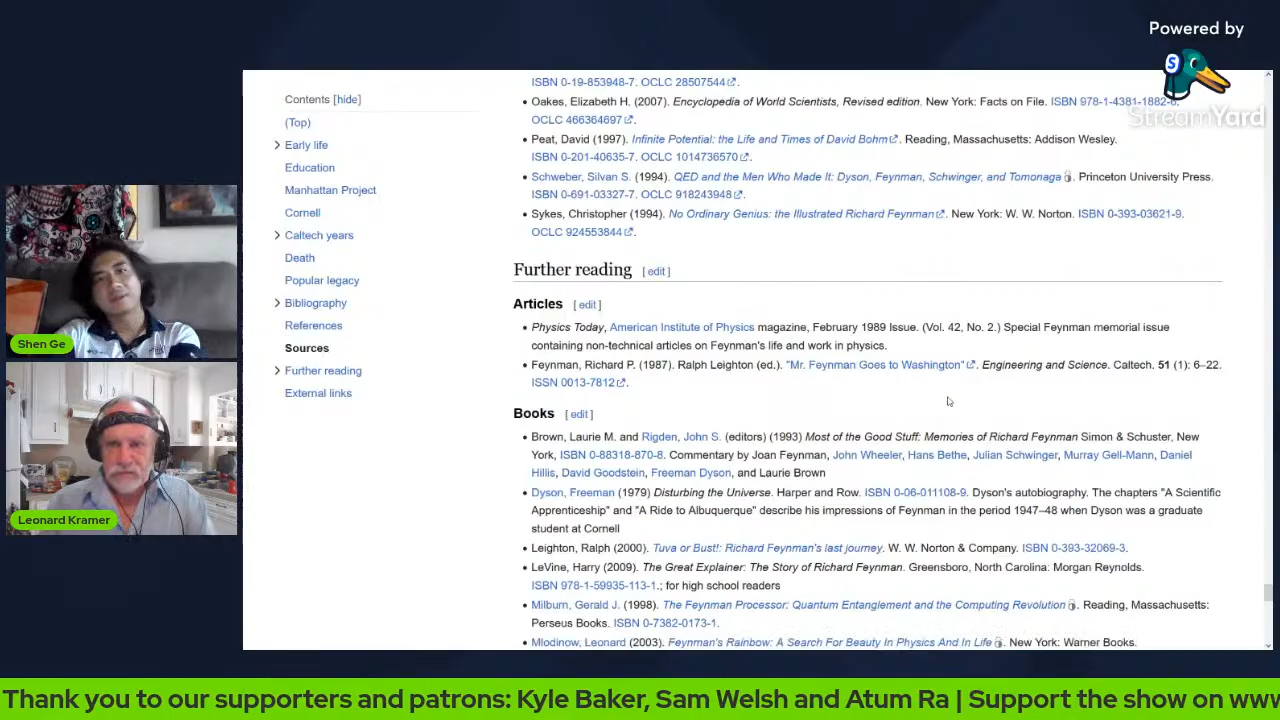 Powered by
StreamYard
Contents [hide]
(Top)
Early life
Education
Manhattan Project
Cornell
Caltech years
Death
Popular legacy
Bibliography
References
Sources
Further reading
External links
ISBN 0-19-853948-7. OCLC 28507544.
Oakes, Elizabeth H. (2007). Encyclopedia of World Scientists, Revised edition. New York: Facts on File. ISBN 978-1-4381-1882-6.
OCLC 466364697.
Peat, David (1997). Infinite Potential: the Life and Times of David Bohm. Reading, Massachusetts: Addison Wesley.
ISBN 0-201-40635-7. OCLC 1014736570.
Schweber, Silvan S. (1994). QED and the Men Who Made It: Dyson, Feynman, Schwinger, and Tomonaga. Princeton University Press.
ISBN 0-691-03327-7. OCLC 918243948.
Sykes, Christopher (1994). No Ordinary Genius: the Illustrated Richard Feynman. New York: W. W. Norton. ISBN 0-393-03621-9.
OCLC 924553844.
Further reading [edit]
Articles [edit]
Physics Today, American Institute of Physics magazine, February 1989 Issue. (Vol. 42, No. 2.) Special Feynman memorial issue
containing non-technical articles on Feynman's life and work in physics.
Feynman, Richard P. (1987). Ralph Leighton (ed.). "Mr. Feynman Goes to Washington". Engineering and Science. Caltech. 51 (1): 6–22.
ISSN 0013-7812.
Books [edit]
Brown, Laurie M. and Rigden, John S. (editors) (1993) Most of the Good Stuff: Memories of Richard Feynman Simon & Schuster, New
York, ISBN 0-88318-870-8. Commentary by Joan Feynman, John Wheeler, Hans Bethe, Julian Schwinger, Murray Gell-Mann, Daniel
Hillis, David Goodstein, Freeman Dyson, and Laurie Brown
Dyson, Freeman (1979) Disturbing the Universe. Harper and Row. ISBN 0-06-011108-9. Dyson's autobiography. The chapters "A Scientific
Apprenticeship" and "A Ride to Albuquerque" describe his impressions of Feynman in the period 1947–48 when Dyson was a graduate
student at Cornell
Leighton, Ralph (2000). Tuva or Bust!: Richard Feynman's last journey. W. W. Norton & Company. ISBN 0-393-32069-3.
LeVine, Harry (2009). The Great Explainer: The Story of Richard Feynman. Greensboro, North Carolina: Morgan Reynolds.
ISBN 978-1-59935-113-1.; for high school readers
Milburn, Gerald J. (1998). The Feynman Processor: Quantum Entanglement and the Computing Revolution. Reading, Massachusetts:
Perseus Books. ISBN 0-7382-0173-1.
Mlodinow, Leonard (2003). Feynman's Rainbow: A Search For Beauty In Physics And In Life. New York: Warner Books.
Shen Ge
Leonard Kramer
Thank you to our supporters and patrons: Kyle Baker, Sam Welsh and Atum Ra | Support the show on www